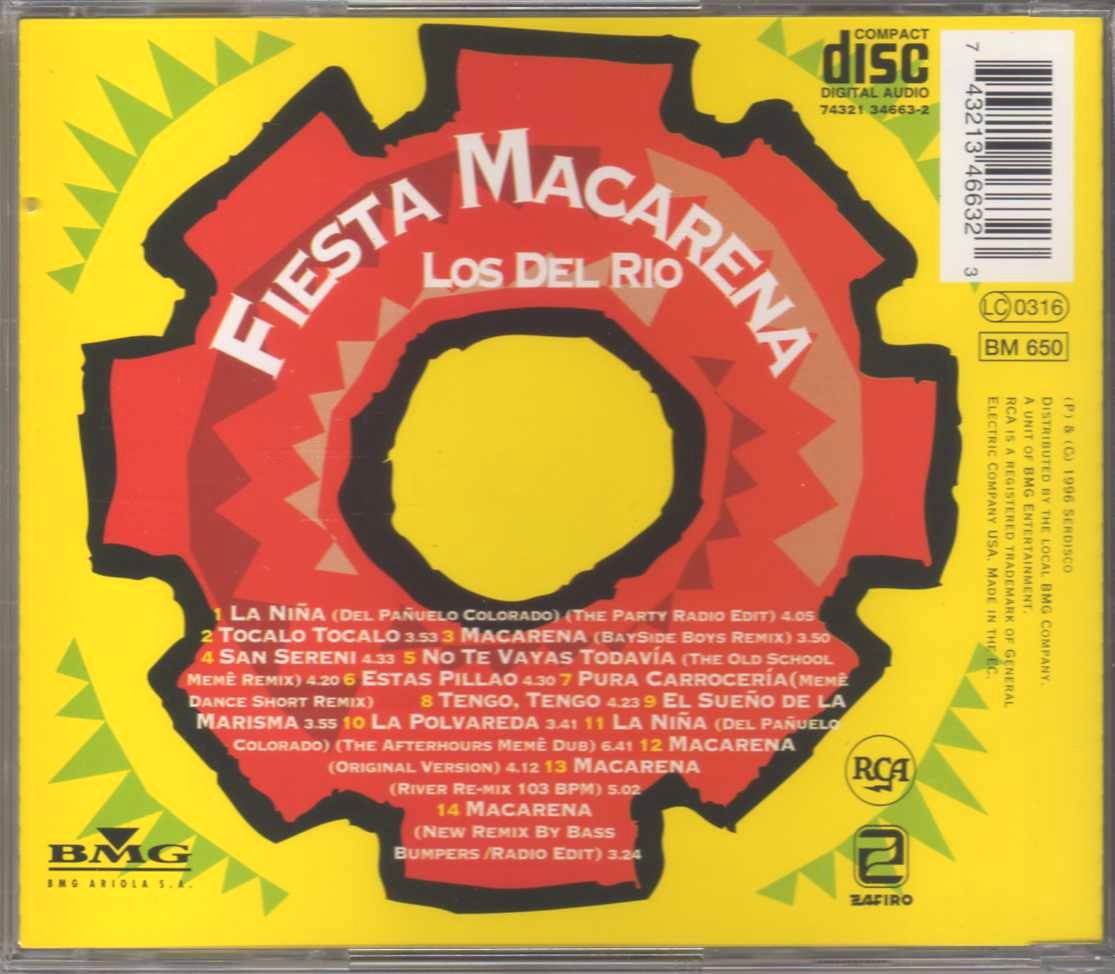 COMPACT
disc
DIGITAL AUDIO
74321 34663-2
7 43213 46632 3
LC 0316
BM 650
FIESTA MACARENA
LOS DEL RIO
(P) & (C) 1996 SERDISCO
DISTRIBUTED BY THE LOCAL BMG COMPANY.
A UNIT OF BMG ENTERTAINMENT.
RCA IS A REGISTERED TRADEMARK OF GENERAL
ELECTRIC COMPANY USA. MADE IN THE EC.
1 LA NIÑA (DEL PAÑUELO COLORADO) (THE PARTY RADIO EDIT) 4.05
2 TOCALO TOCALO 3.53 3 MACARENA (BAYSIDE BOYS REMIX) 3.50
4 SAN SERENI 4.33 5 NO TE VAYAS TODAVÍA (THE OLD SCHOOL
MEMÊ REMIX) 4.20 6 ESTAS PILLAO 4.30 7 PURA CARROCERÍA(MEMÊ
DANCE SHORT REMIX) 8 TENGO, TENGO 4.23 9 EL SUEÑO DE LA
MARISMA 3.55 10 LA POLVAREDA 3.41 11 LA NIÑA (DEL PAÑUELO
COLORADO) (THE AFTERHOURS MEMÊ DUB) 6.41 12 MACARENA
(ORIGINAL VERSION) 4.12 13 MACARENA
(RIVER RE-MIX 103 BPM) 5.02
14 MACARENA
(NEW REMIX BY BASS
BUMPERS /RADIO EDIT) 3.24
RCA
BMG
BMG ARIOLA S.A.
ZAFIRO